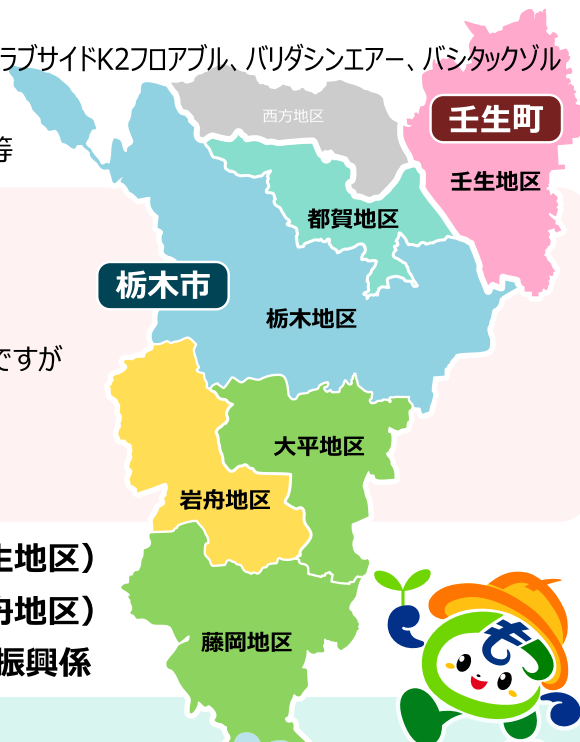 ラブサイドK2フロアブル、バリダシンエアー、バシタックゾル
西方地区
壬生町
等
壬生地区
都賀地区
栃木市
栃木地区
ですが
大平地区
岩舟地区
生地区）
舟地区）
藤岡地区
振興係
もつ